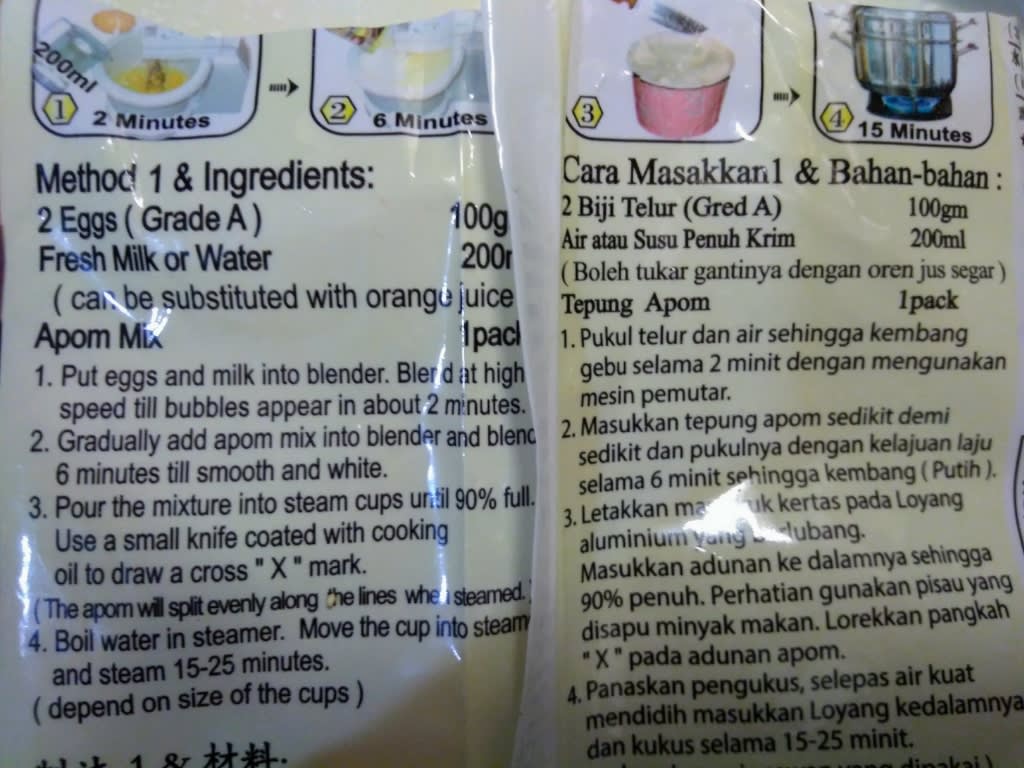 200ml
1
2 Minutes
2
6 Minutes
Method 1 & Ingredients:
2 Eggs ( Grade A )
100g
Fresh Milk or Water
( can be substituted with orange juice
Apom Mix
1pack
1. Put eggs and milk into blender. Blend at high
speed till bubbles appear in about 2 minutes.
2. Gradually add apom mix into blender and blend
6 minutes till smooth and white.
3. Pour the mixture into steam cups until 90% full.
Use a small knife coated with cooking
oil to draw a cross " X " mark.
( The apom will split evenly along the lines when steamed. )
4. Boil water in steamer. Move the cup into steam
and steam 15-25 minutes.
( depend on size of the cups )
1 & 材料:
3
4
15 Minutes
Cara Masakkan1 & Bahan-bahan :
2 Biji Telur (Gred A)
100gm
Air atau Susu Penuh Krim
200ml
( Boleh tukar gantinya dengan oren jus segar )
Tepung Apom
1pack
1. Pukul telur dan air sehingga kembang
gebu selama 2 minit dengan mengunakan
mesin pemutar.
2. Masukkan tepung apom sedikit demi
sedikit dan pukulnya dengan kelajuan laju
selama 6 minit sehingga kembang ( Putih ).
3. Letakkan kertas pada Loyang
aluminium yang
Masukkan adunan ke dalamnya sehingga
90% penuh. Perhatian gunakan pisau yang
disapu minyak makan. Lorekkan pangkah
" X " pada adunan apom.
4. Panaskan pengukus, selepas air kuat
mendidih masukkan Loyang kedalamnya
dan kukus selama 15-25 minit.